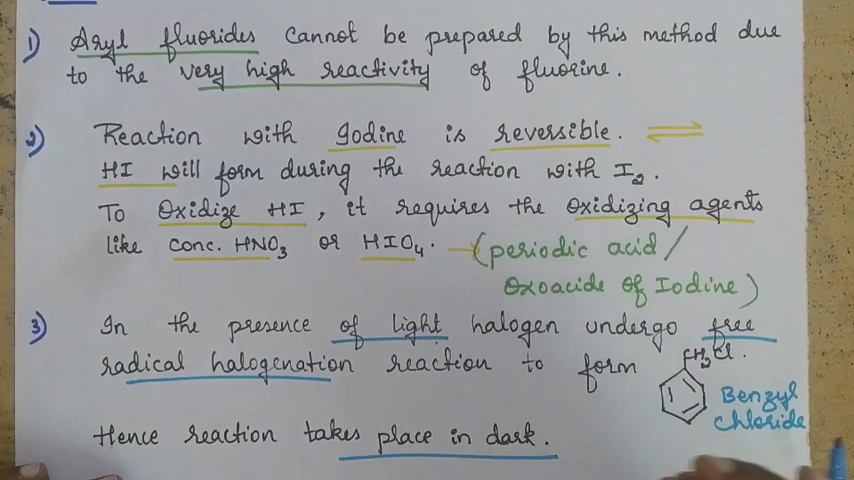 1) Aryl fluorides cannot be prepared by this method due
to the very high reactivity of fluorine.
2) Reaction with Iodine is reversible. ⇌
HI will form during the reaction with I₂.
To Oxidize HI, it requires the Oxidizing agents
like conc. HNO₃ or HIO₄. → (periodic acid /
Oxoacide of Iodine)
3) In the presence of light halogen undergo free
radical halogenation reaction to form
CH₂Cl.
Benzyl
chloride
Hence reaction takes place in dark.